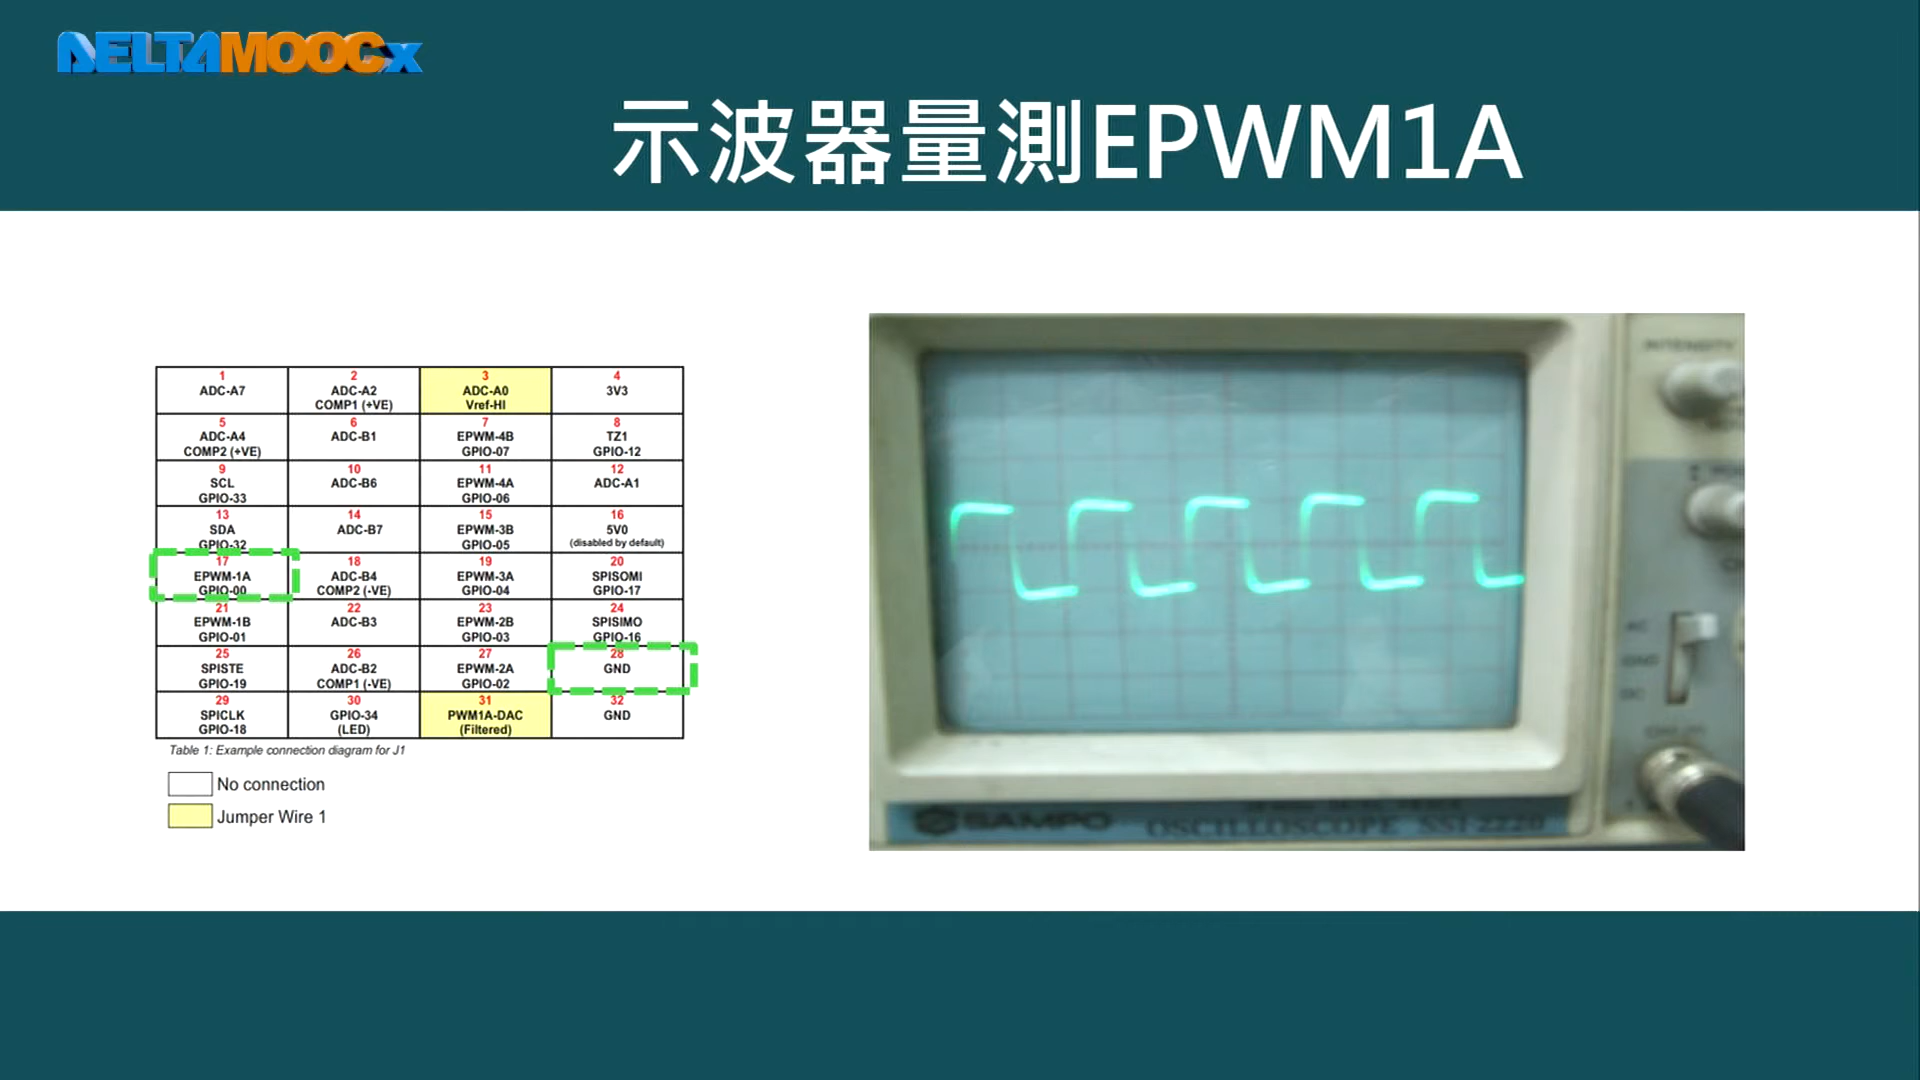 DELTAMOOCx
示波器量測EPWM1A
1 2 3 4
ADC-A7 ADC-A2 ADC-A0 3V3
COMP1 (+VE) Vref-HI
5 6 7 8
ADC-A4 ADC-B1 EPWM-4B TZ1
COMP2 (+VE) GPIO-07 GPIO-12
9 10 11 12
SCL ADC-B6 EPWM-4A ADC-A1
GPIO-33 GPIO-06
13 14 15 16
SDA ADC-B7 EPWM-3B 5V0
GPIO-32 GPIO-05 (disabled by default)
17 18 19 20
EPWM-1A ADC-B4 EPWM-3A SPISOMI
GPIO-00 COMP2 (-VE) GPIO-04 GPIO-17
21 22 23 24
EPWM-1B ADC-B3 EPWM-2B SPISIMO
GPIO-01 GPIO-03 GPIO-16
25 26 27 28
SPISTE ADC-B2 EPWM-2A GND
GPIO-19 COMP1 (-VE) GPIO-02
29 30 31 32
SPICLK GPIO-34 PWM1A-DAC GND
GPIO-18 (LED) (Filtered)
Table 1: Example connection diagram for J1
No connection
Jumper Wire 1
INTENSITY
AC
GND
DC
SAMPO OSCILLOSCOPE